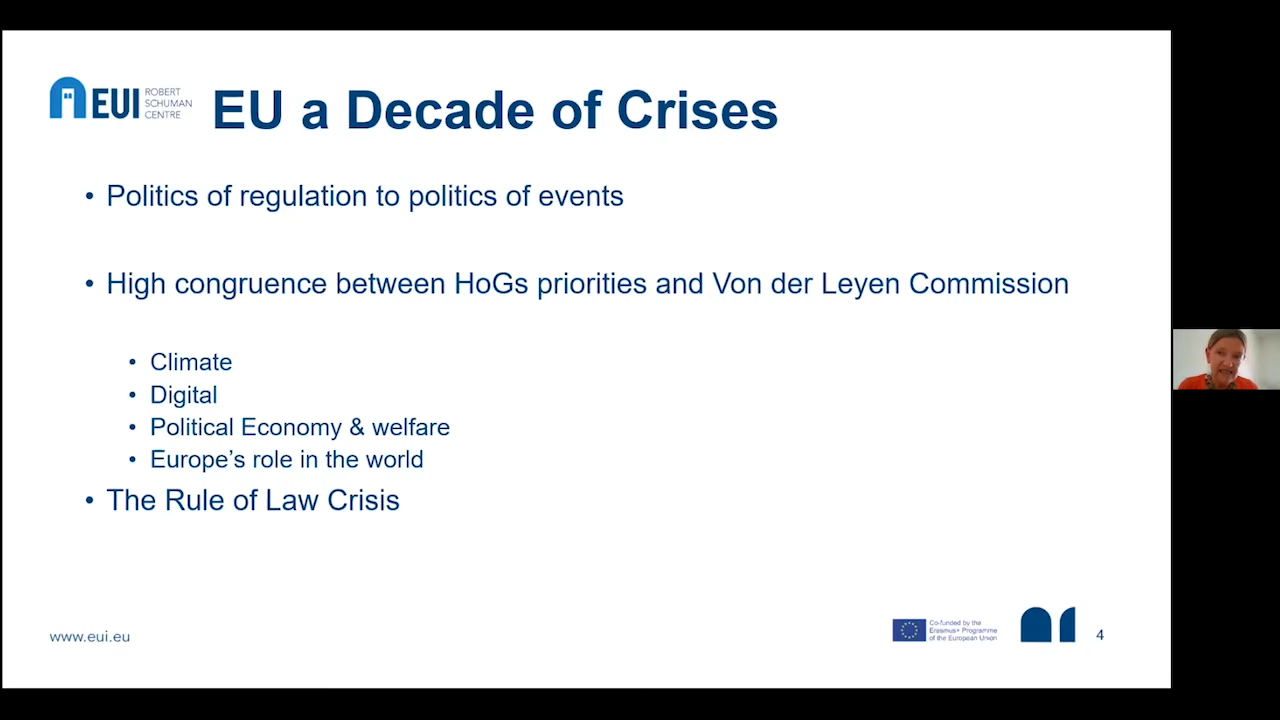 EUI
ROBERT
SCHUMAN
CENTRE
EU a Decade of Crises
• Politics of regulation to politics of events
• High congruence between HoGs priorities and Von der Leyen Commission
• Climate
• Digital
• Political Economy & welfare
• Europe’s role in the world
• The Rule of Law Crisis
www.eui.eu
Co-funded by the
Erasmus+ Programme
of the European Union
4